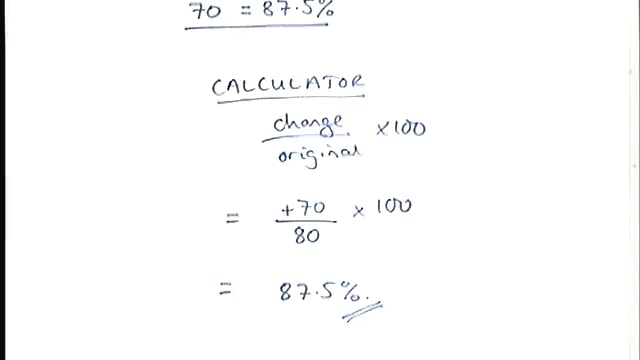 70 = 87.5%
CALCULATOR
change
original
×100
= +70
80
× 100
= 87.5%.